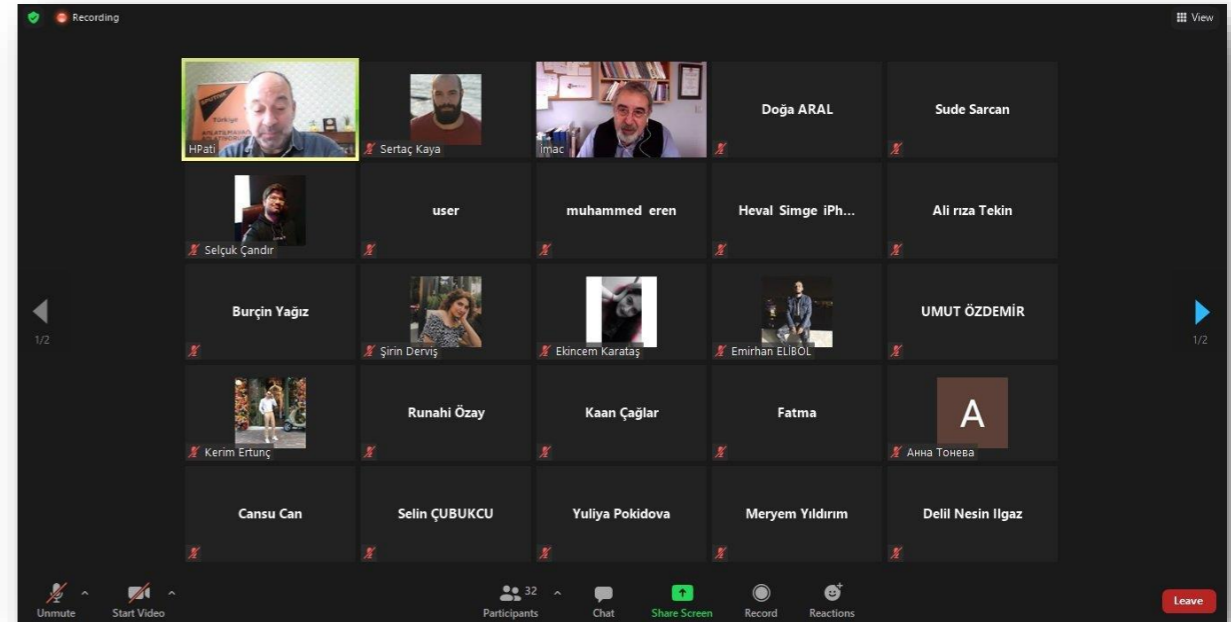 Recording
View
SPUTNIK
Türkiye
ANLATILMAYANI
HPati
Sertaç Kaya
imac
Doğa ARAL
Sude Sarcan
Selçuk Çandır
user
muhammed eren
Heval Simge iPh...
Ali rıza Tekin
Burçin Yağız
Şirin Derviş
Ekincem Karataş
Emirhan ELİBOL
UMUT ÖZDEMİR
1/2
1/2
Kerim Ertunç
Runahi Özay
Kaan Çağlar
Fatma
A
Анна Тонева
Cansu Can
Selin ÇUBUKCU
Yuliya Pokidova
Meryem Yıldırım
Delil Nesin Ilgaz
Unmute
Start Video
32
Participants
Chat
Share Screen
Record
Reactions
Leave